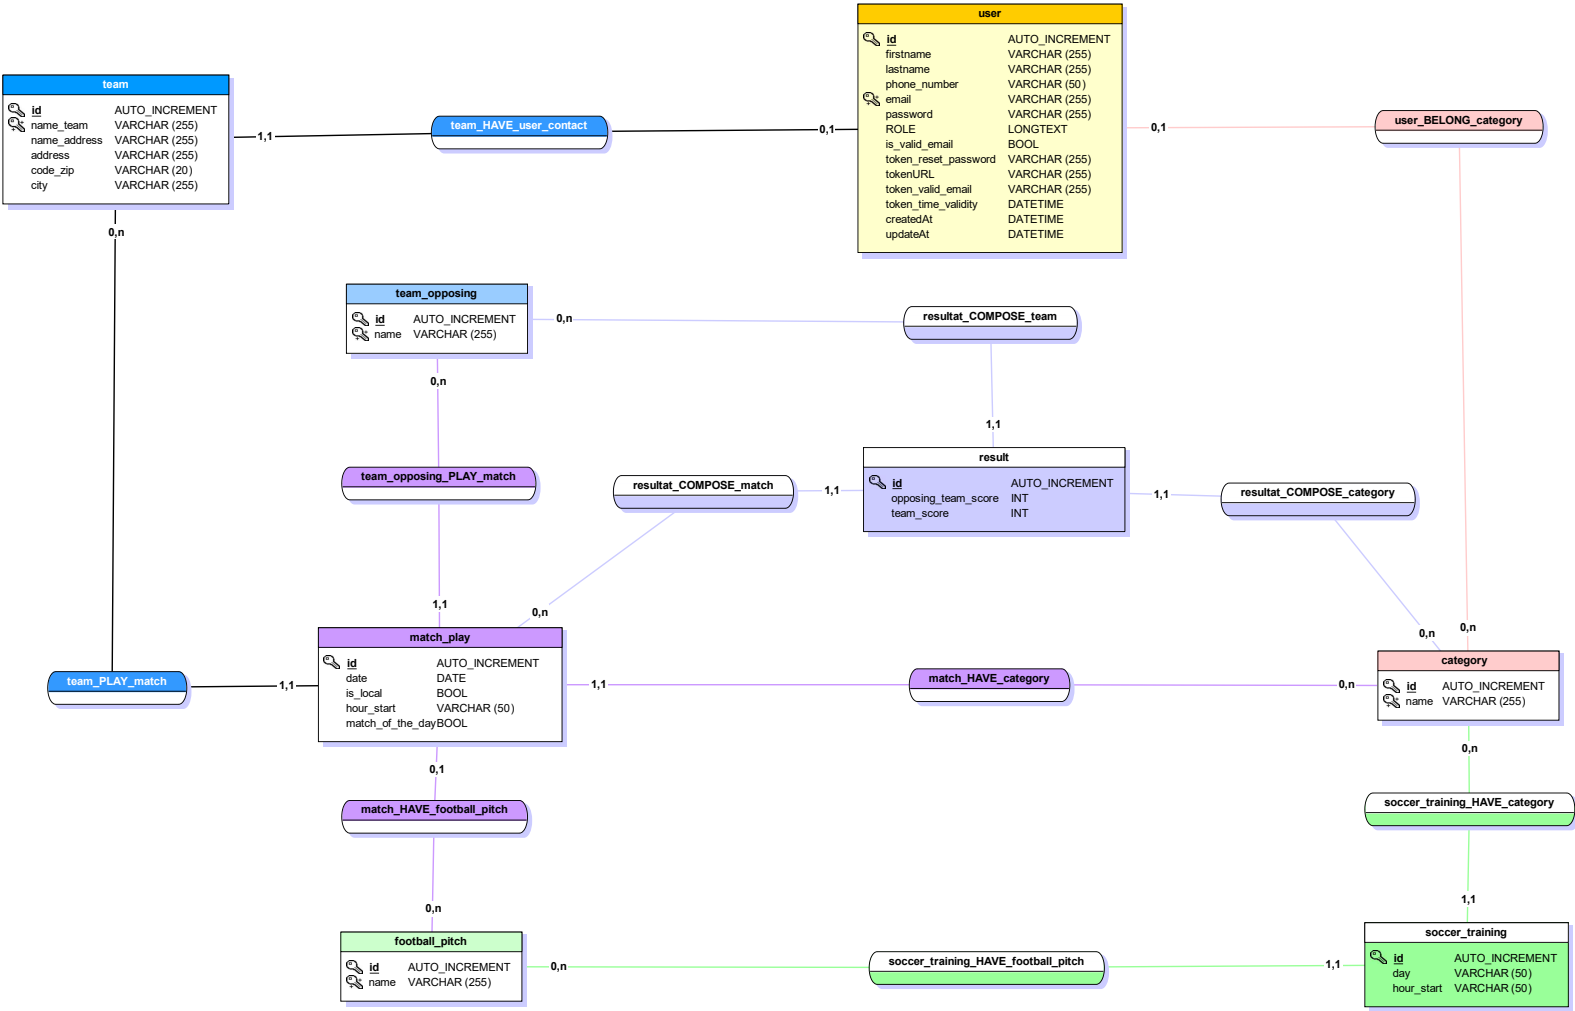 user
id AUTO_INCREMENT
firstname VARCHAR (255)
lastname VARCHAR (255)
phone_number VARCHAR (50)
email VARCHAR (255)
password VARCHAR (255)
ROLE LONGTEXT
is_valid_email BOOL
token_reset_password VARCHAR (255)
tokenURL VARCHAR (255)
token_valid_email VARCHAR (255)
token_time_validity DATETIME
createdAt DATETIME
updateAt DATETIME
team
id AUTO_INCREMENT
name_team VARCHAR (255)
name_address VARCHAR (255)
address VARCHAR (255)
code_zip VARCHAR (20)
city VARCHAR (255)
1,1
team_HAVE_user_contact
0,1
0,1
user_BELONG_category
0,n
team_opposing
id AUTO_INCREMENT
name VARCHAR (255)
0,n
resultat_COMPOSE_team
0,n
1,1
team_opposing_PLAY_match
resultat_COMPOSE_match
1,1
result
id AUTO_INCREMENT
opposing_team_score INT
team_score INT
1,1
resultat_COMPOSE_category
1,1
0,n
0,n
0,n
match_play
id AUTO_INCREMENT
date DATE
is_local BOOL
hour_start VARCHAR (50)
match_of_the_day BOOL
team_PLAY_match
1,1
1,1
match_HAVE_category
0,n
category
id AUTO_INCREMENT
name VARCHAR (255)
0,1
0,n
match_HAVE_football_pitch
soccer_training_HAVE_category
0,n
1,1
football_pitch
id AUTO_INCREMENT
name VARCHAR (255)
0,n
soccer_training_HAVE_football_pitch
1,1
soccer_training
id AUTO_INCREMENT
day VARCHAR (50)
hour_start VARCHAR (50)